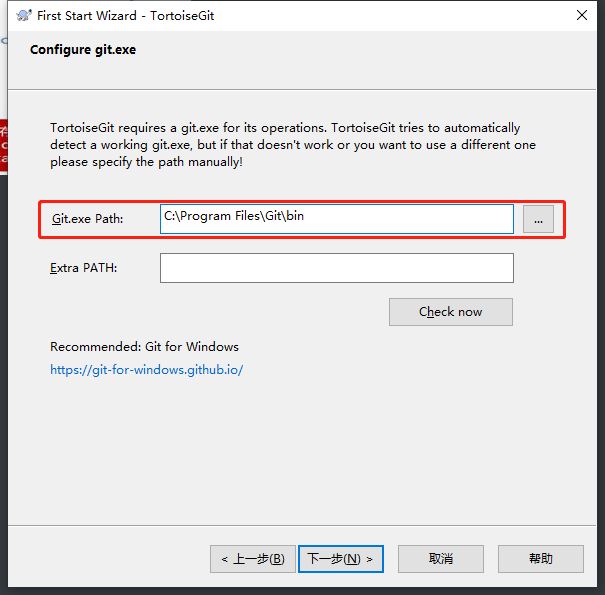 First Start Wizard - TortoiseGit
Configure git.exe
TortoiseGit requires a git.exe for its operations. TortoiseGit tries to automatically
detect a working git.exe, but if that doesn't work or you want to use a different one
please specify the path manually!
Git.exe Path:
C:\Program Files\Git\bin
...
Extra PATH:
Check now
Recommended: Git for Windows
https://git-for-windows.github.io/
< 上一步(B)
下一步(N) >
取消
帮助